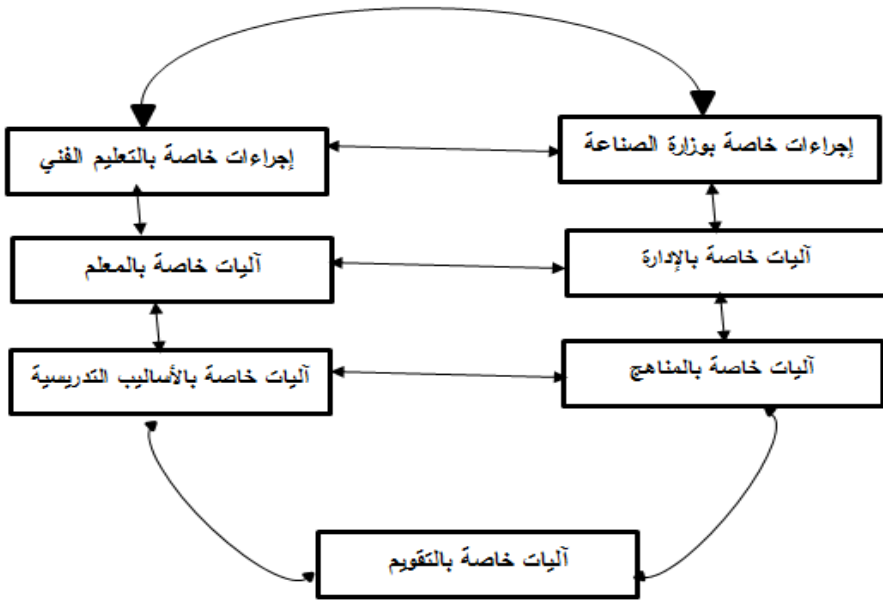 إجراءات خاصة بوزارة الصناعة
إجراءات خاصة بالتعليم الفني
آليات خاصة بالإدارة
آليات خاصة بالمعلم
آليات خاصة بالمناهج
آليات خاصة بالأساليب التدريسية
آليات خاصة بالتقويم